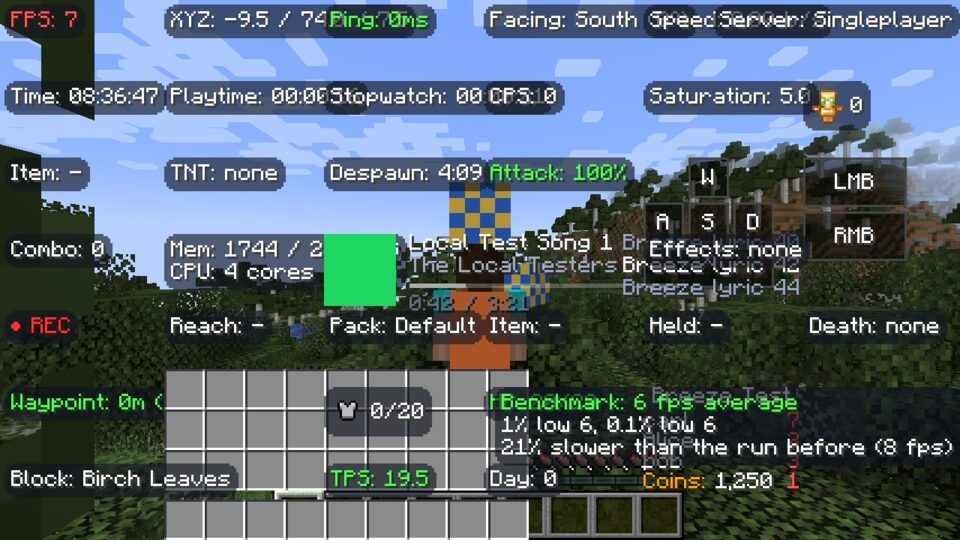 FPS: 7
XYZ: -9.5 / 74
Ping: 0ms
Facing: South
Speed
Server: Singleplayer
Time: 08:36:47
Playtime: 00:00
Stopwatch: 00
CPS: 0
Saturation: 5.0
0
Item: -
TNT: none
Despawn: 4:09
Attack: 100%
W
LMB
A S D
RMB
Combo: 0
Mem: 1744 / 2
CPU: 4 cores
Local Test Song 1
The Local Testers
0:42 / 3:21
Effects: none
Breeze lyric 42
Breeze lyric 44
REC
Reach: -
Pack: Default
Item: -
Held: -
Death: none
Waypoint: 0m (
0/20
Breeze Test
Benchmark: 6 fps average
1% low 6, 0.1% low 6
21% slower than the run before (8 fps)
Block: Birch Leaves
TPS: 19.5
Day: 0
Coins: 1,250
1